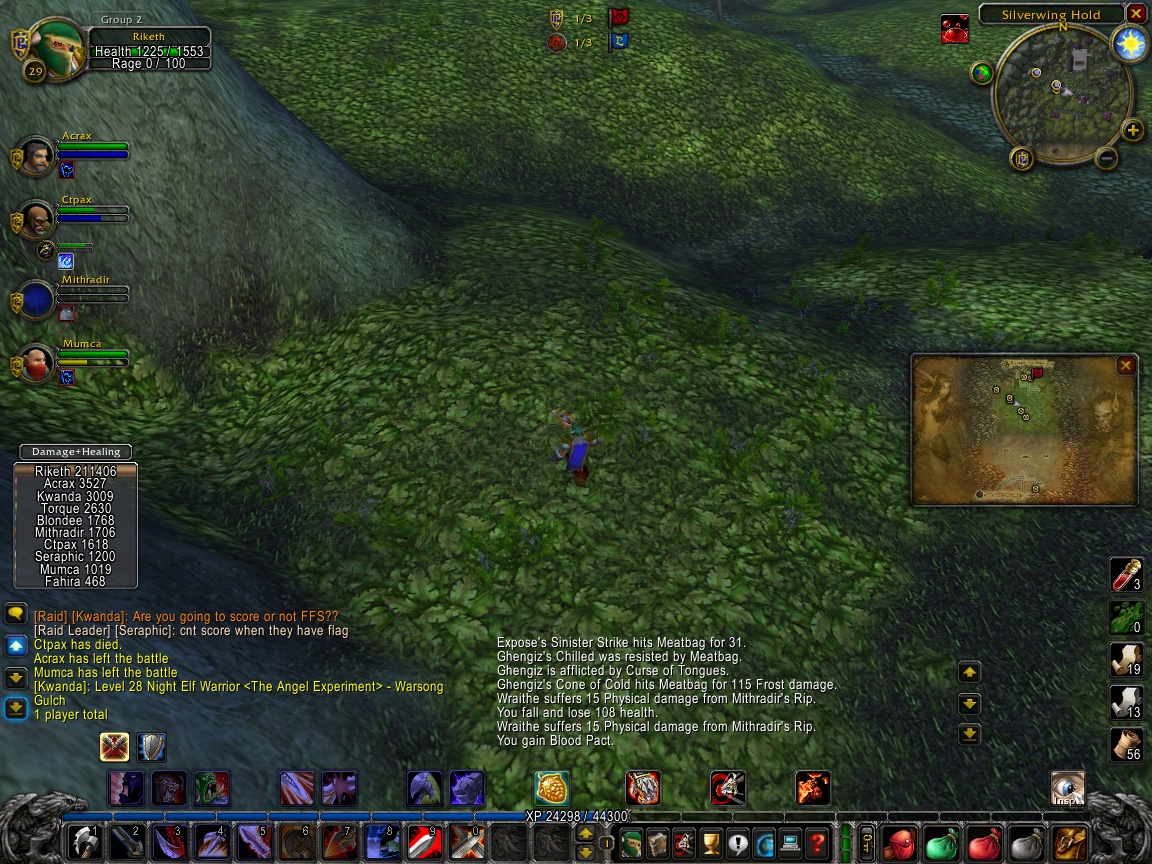 Group 2
Riketh
Health 1225 / 1553
Rage 0 / 100
29
1/3
1/3
Silverwing Hold
N
Acrax
Ctpax
Mithradir
Mumca
Damage+Healing
Riketh 211406
Acrax 3527
Kwanda 3009
Torque 2630
Blondee 1768
Mithradir 1706
Ctpax 1618
Seraphic 1200
Mumca 1019
Fahira 468
[Raid] [Kwanda]: Are you going to score or not FFS??
[Raid Leader] [Seraphic]: cnt score when they have flag
Ctpax has died.
Acrax has left the battle
Mumca has left the battle
[Kwanda]: Level 28 Night Elf Warrior <The Angel Experiment> - Warsong
Gulch
1 player total
Expose's Sinister Strike hits Meatbag for 31.
Ghengiz's Chilled was resisted by Meatbag.
Ghengiz is afflicted by Curse of Tongues.
Ghengiz's Cone of Cold hits Meatbag for 115 Frost damage.
Wraithe suffers 15 Physical damage from Mithradir's Rip.
You fall and lose 108 health.
Wraithe suffers 15 Physical damage from Mithradir's Rip.
You gain Blood Pact.
3
0
19
13
56
Insp
XP 24298 / 44300
1 2 3 4 5 6 7 8 9 0
1